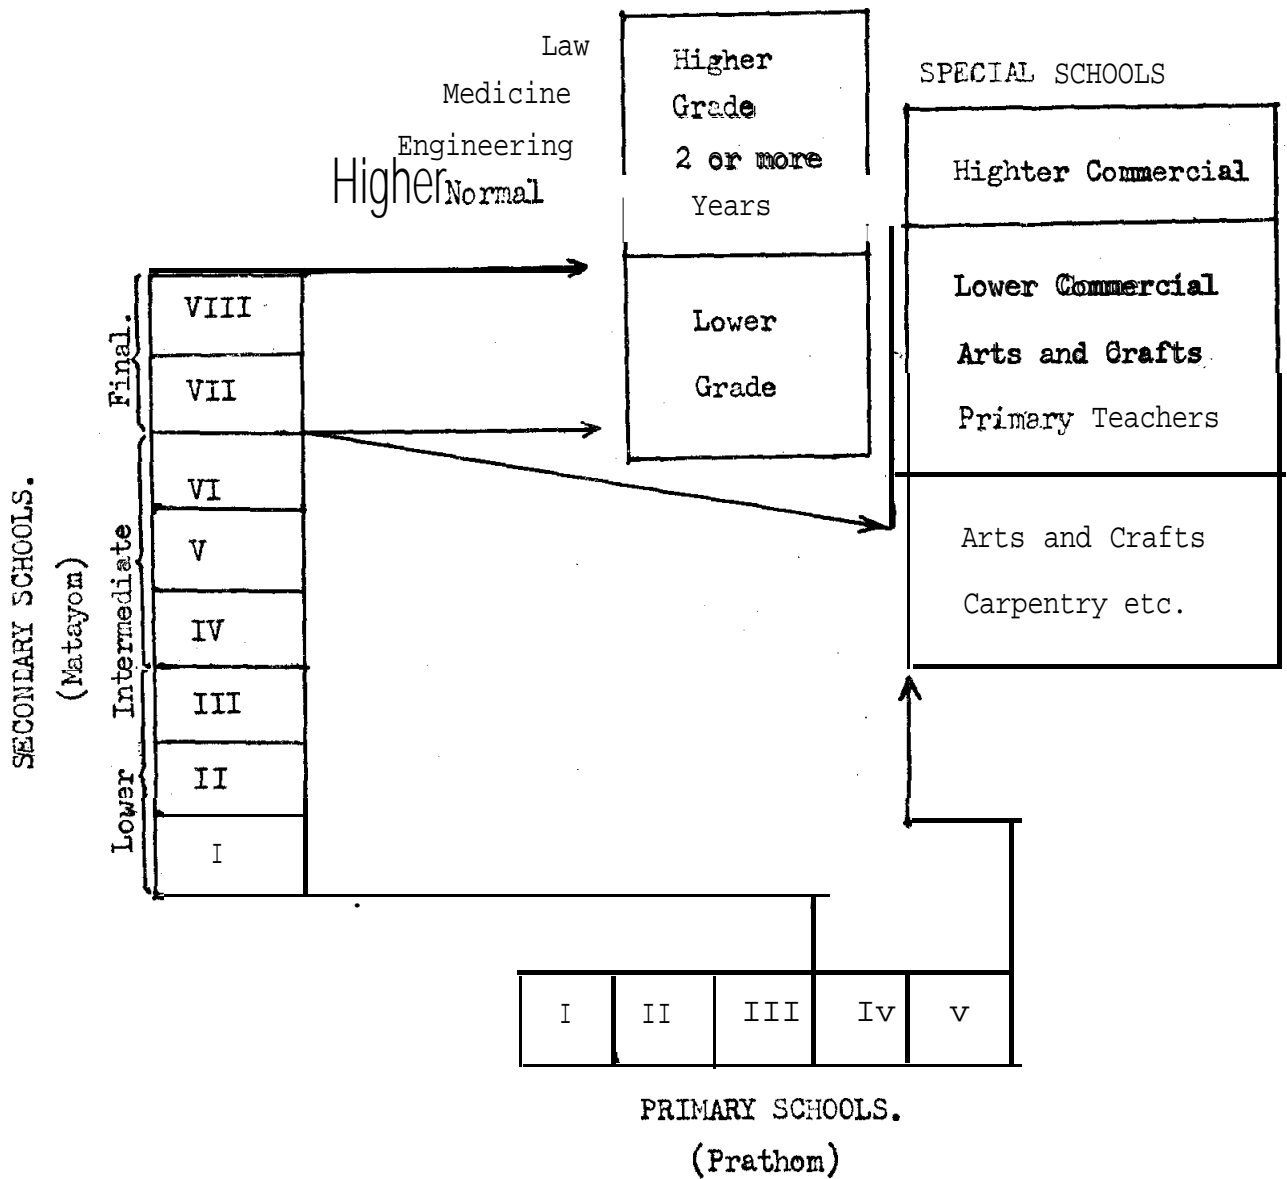 Law
Medicine
Engineering
Higher Normal
Higher
Grade
2 or more
Years
Lower
Grade
SPECIAL SCHOOLS
Highter Commercial
Lower Commercial
Arts and Crafts
Primary Teachers
Arts and Crafts
Carpentry etc.
SECONDARY SCHOOLS.
(Matayom)
Final.
Intermediate
Lower
VIII
VII
VI
V
IV
III
II
I
I II III Iv v
PRIMARY SCHOOLS.
(Prathom)